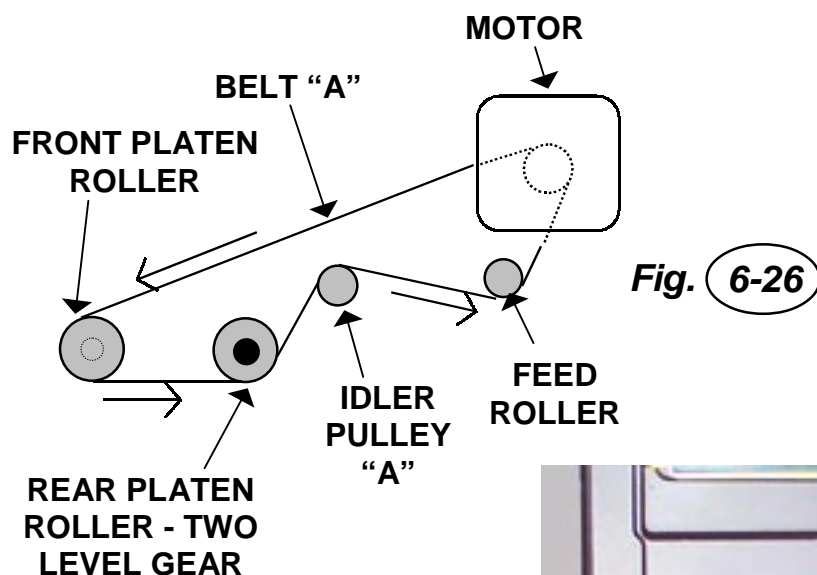 MOTOR
BELT “A”
FRONT PLATEN
ROLLER
Fig. 6-26
IDLER
PULLEY
“A”
FEED
ROLLER
REAR PLATEN
ROLLER - TWO
LEVEL GEAR